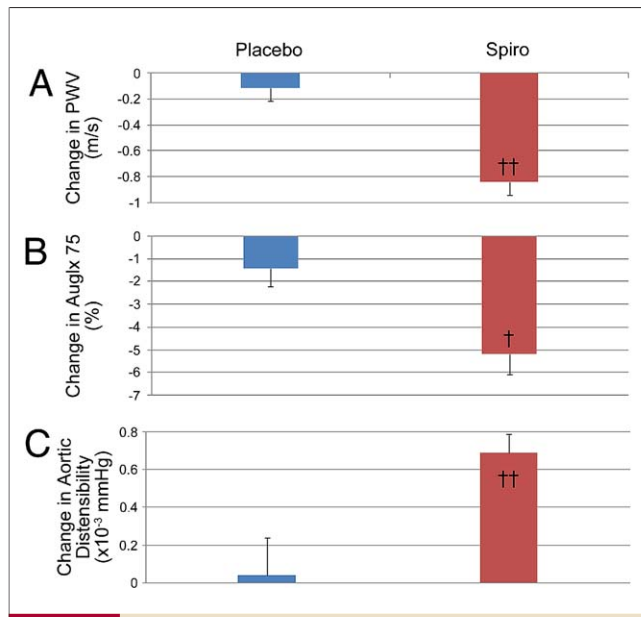 Placebo Spiro
A
Change in PWV
(m/s)
0
-0.2
-0.4
-0.6
-0.8
-1
††
B
Change in AugIx 75
(%)
0
-1
-2
-3
-4
-5
-6
-7
†
C
Change in Aortic
Distensibility
(x10⁻³ mmHg)
0.8
0.6
0.4
0.2
0
††